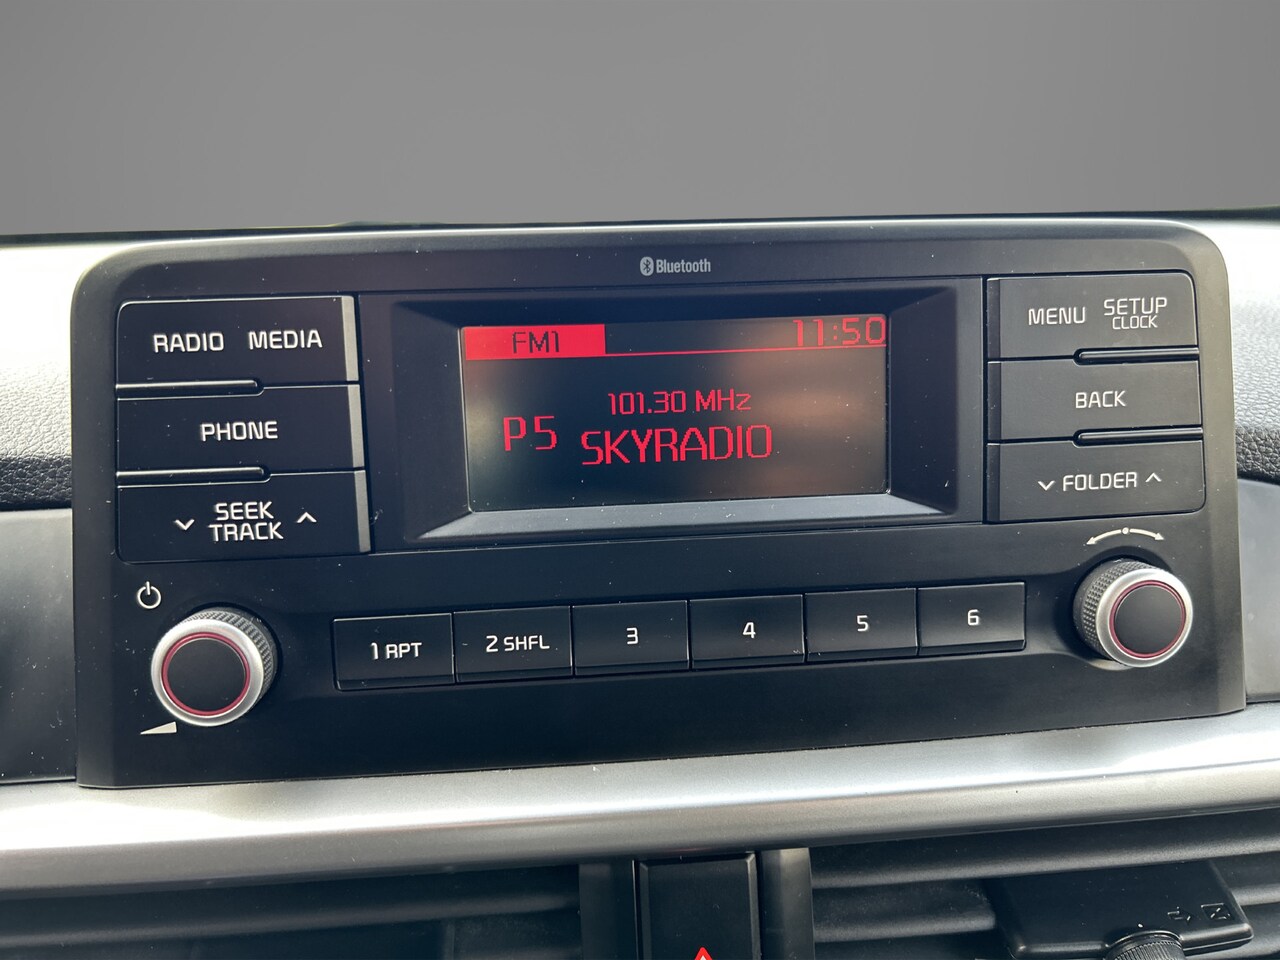 Bluetooth
RADIO MEDIA
PHONE
SEEK
TRACK
FM1 11:50
101.30 MHz
P5 SKYRADIO
MENU SETUP
CLOCK
BACK
FOLDER
1 RPT 2 SHFL 3 4 5 6